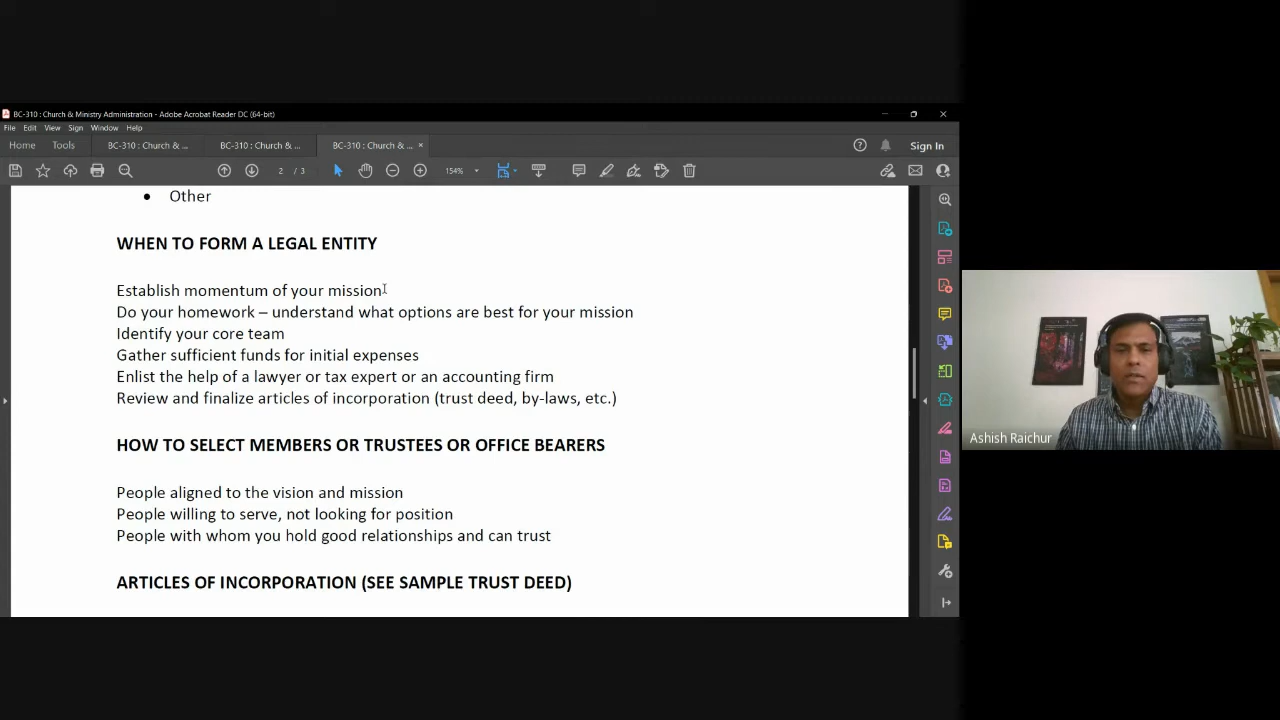 BC-310 : Church & Ministry Administration - Adobe Acrobat Reader DC (64-bit)
File Edit View Sign Window Help
Home Tools BC-310 : Church & ... BC-310 : Church & ... BC-310 : Church & ... × Sign In
2 / 3 154%
• Other
WHEN TO FORM A LEGAL ENTITY
Establish momentum of your mission
Do your homework – understand what options are best for your mission
Identify your core team
Gather sufficient funds for initial expenses
Enlist the help of a lawyer or tax expert or an accounting firm
Review and finalize articles of incorporation (trust deed, by-laws, etc.)
HOW TO SELECT MEMBERS OR TRUSTEES OR OFFICE BEARERS
People aligned to the vision and mission
People willing to serve, not looking for position
People with whom you hold good relationships and can trust
ARTICLES OF INCORPORATION (SEE SAMPLE TRUST DEED)
Ashish Raichur